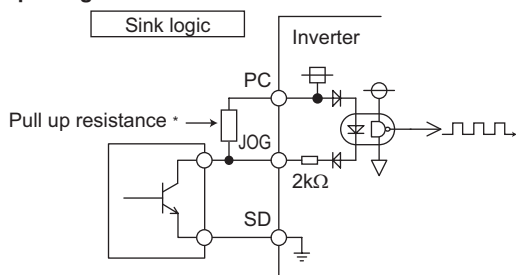 Sink logic
Inverter
PC
Pull up resistance *
JOG
2kΩ
SD